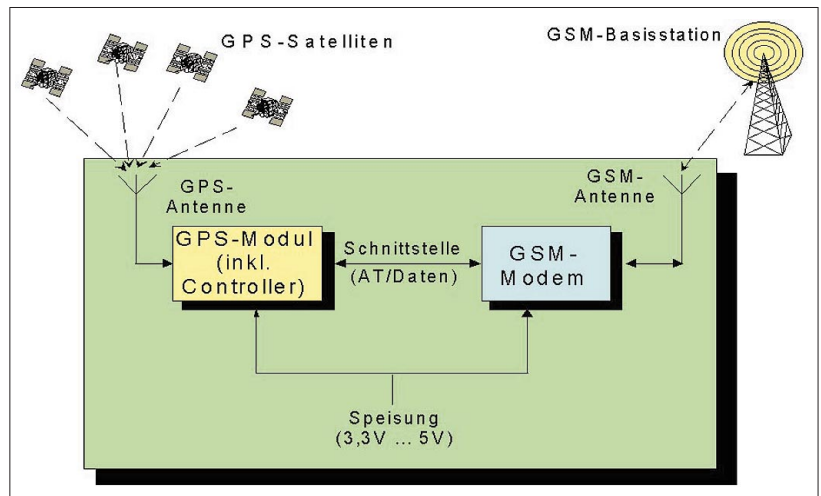 GPS-Satelliten
GSM-Basisstation
GPS-
Antenne
GSM-
Antenne
GPS-Modul
(inkl.
Controller)
Schnittstelle
(AT/Daten)
GSM-
Modem
Speisung
(3,3V ... 5V)